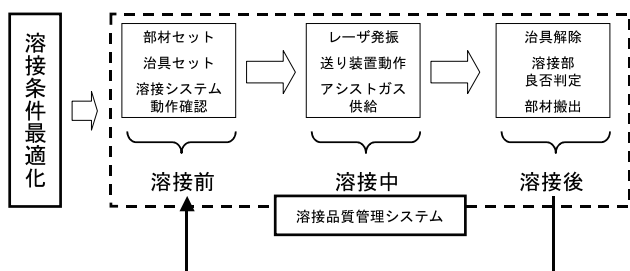 溶接条件最適化
部材セット
治具セット
溶接システム
動作確認
レーザ発振
送り装置動作
アシストガス
供給
治具解除
溶接部
良否判定
部材搬出
溶接前
溶接中
溶接後
溶接品質管理システム